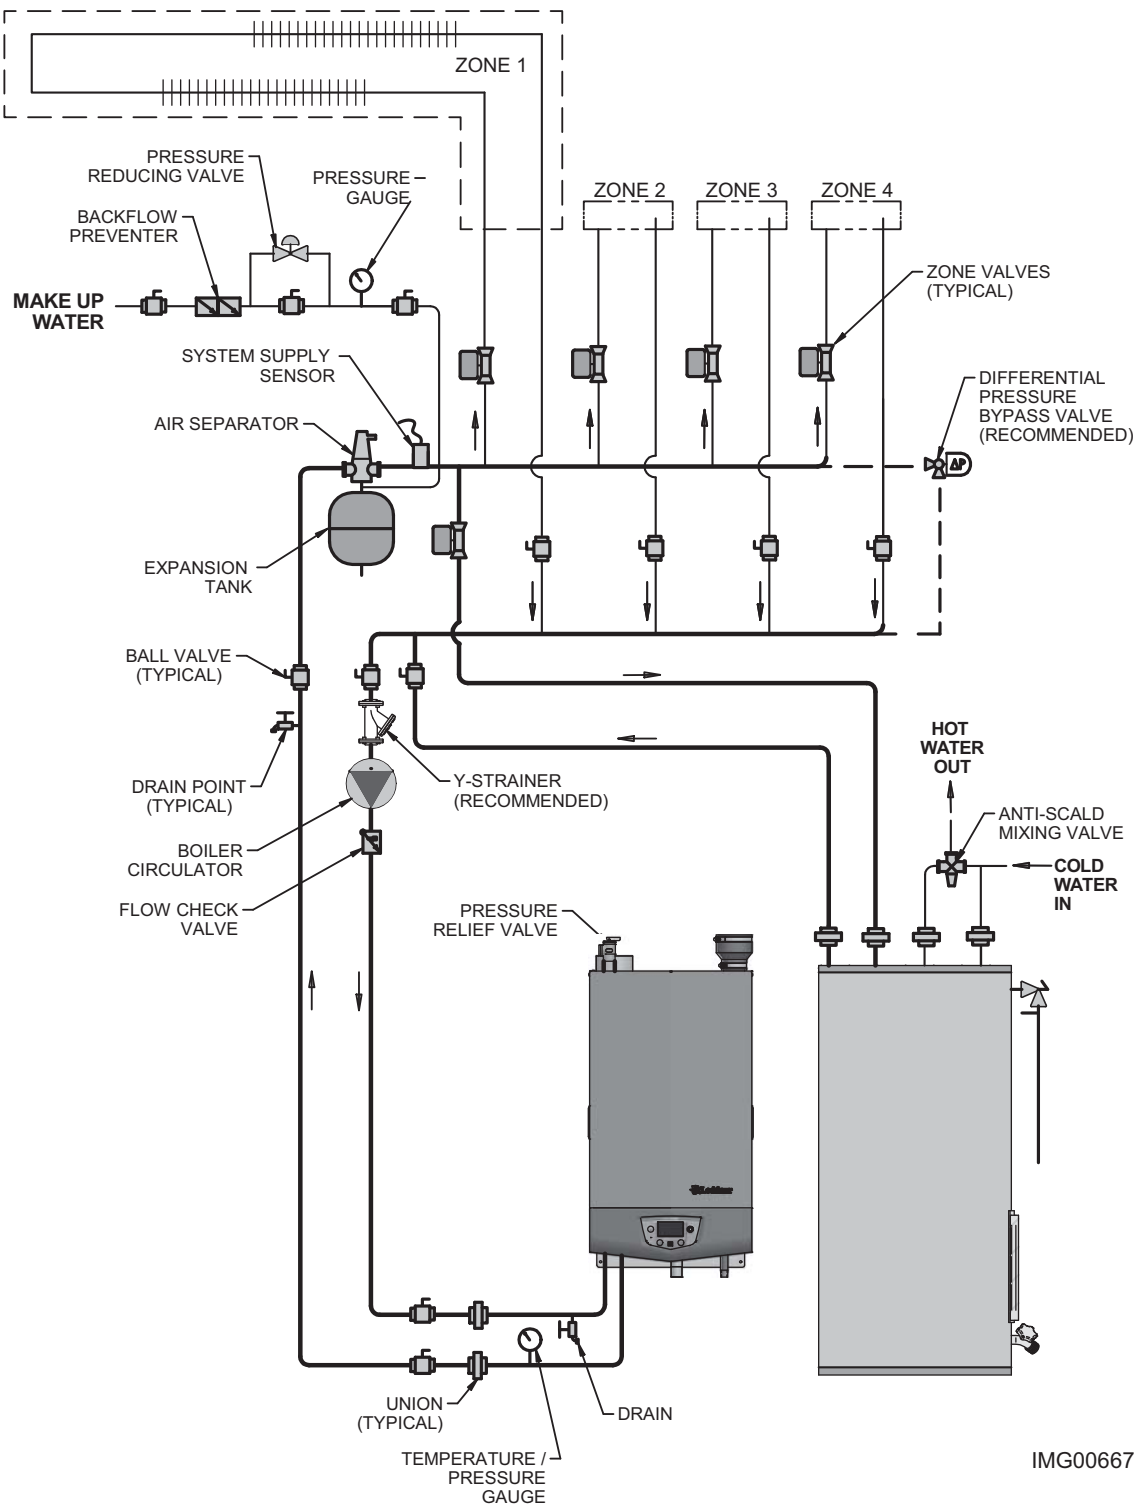 ZONE 1
PRESSURE
REDUCING VALVE
PRESSURE
GAUGE
BACKFLOW
PREVENTER
MAKE UP
WATER
ZONE 2
ZONE 3
ZONE 4
ZONE VALVES
(TYPICAL)
SYSTEM SUPPLY
SENSOR
DIFFERENTIAL
PRESSURE
BYPASS VALVE
(RECOMMENDED)
AIR SEPARATOR
ΔP
EXPANSION
TANK
BALL VALVE
(TYPICAL)
DRAIN POINT
(TYPICAL)
Y-STRAINER
(RECOMMENDED)
HOT
WATER
OUT
ANTI-SCALD
MIXING VALVE
COLD
WATER
IN
BOILER
CIRCULATOR
FLOW CHECK
VALVE
PRESSURE
RELIEF VALVE
UNION
(TYPICAL)
DRAIN
TEMPERATURE /
PRESSURE
GAUGE
IMG00667